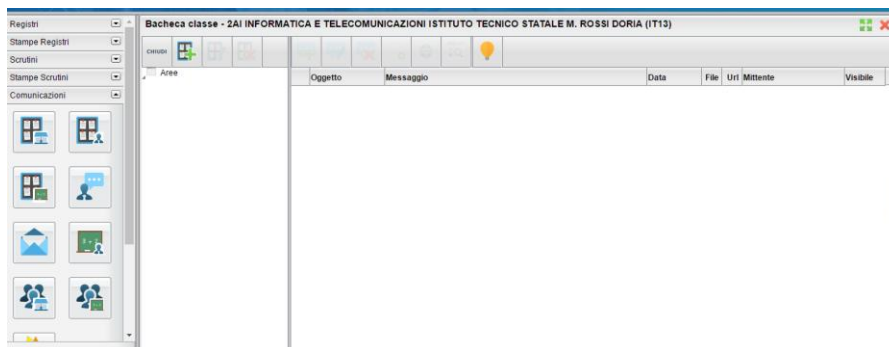 Registri
Stampe Registri
Scrutini
Stampe Scrutini
Comunicazioni
Bacheca classe - 2AI INFORMATICA E TELECOMUNICAZIONI ISTITUTO TECNICO STATALE M. ROSSI DORIA (IT13)
CHIUDI
Aree
Oggetto Messaggio Data File Url Mittente Visibile